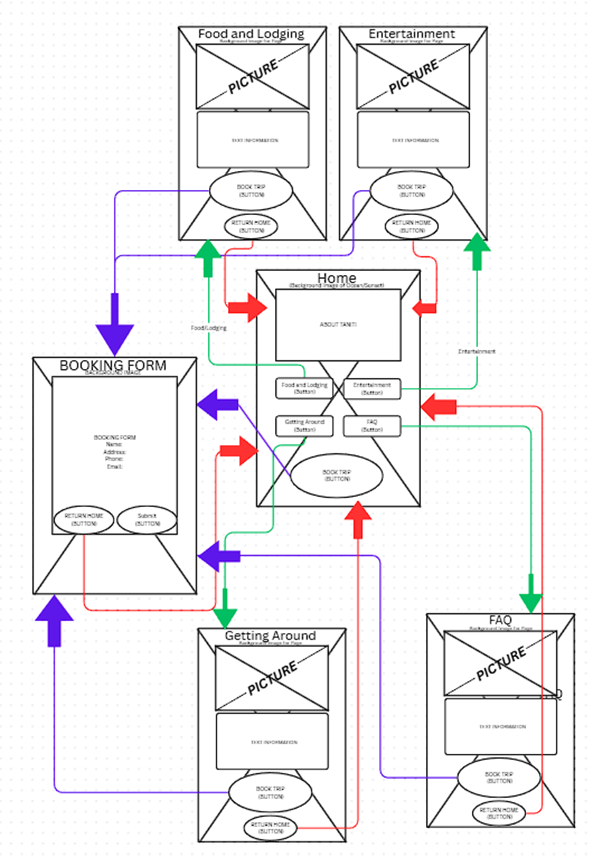 Food and Lodging
Background Image for Page
PICTURE
TEXT INFORMATION
BOOK TRIP
(BUTTON)
RETURN HOME
(BUTTON)
Entertainment
Background Image for Page
PICTURE
TEXT INFORMATION
BOOK TRIP
(BUTTON)
RETURN HOME
(BUTTON)
Food/Lodging
Entertainment
Home
(Background Image of Ocean/Sunset)
ABOUT TANITI
Food and Lodging
(Button)
Entertainment
(Button)
Getting Around
(Button)
FAQ
(Button)
BOOK TRIP
(BUTTON)
BOOKING FORM
BACKGROUND IMAGE
BOOKING FORM
Name:
Address:
Phone:
Email:
RETURN HOME
(BUTTON)
Submit
(BUTTON)
Getting Around
Background Image for Page
PICTURE
TEXT INFORMATION
BOOK TRIP
(BUTTON)
RETURN HOME
(BUTTON)
FAQ
Background Image for Page
PICTURE
TEXT INFORMATION
BOOK TRIP
(BUTTON)
RETURN HOME
(BUTTON)